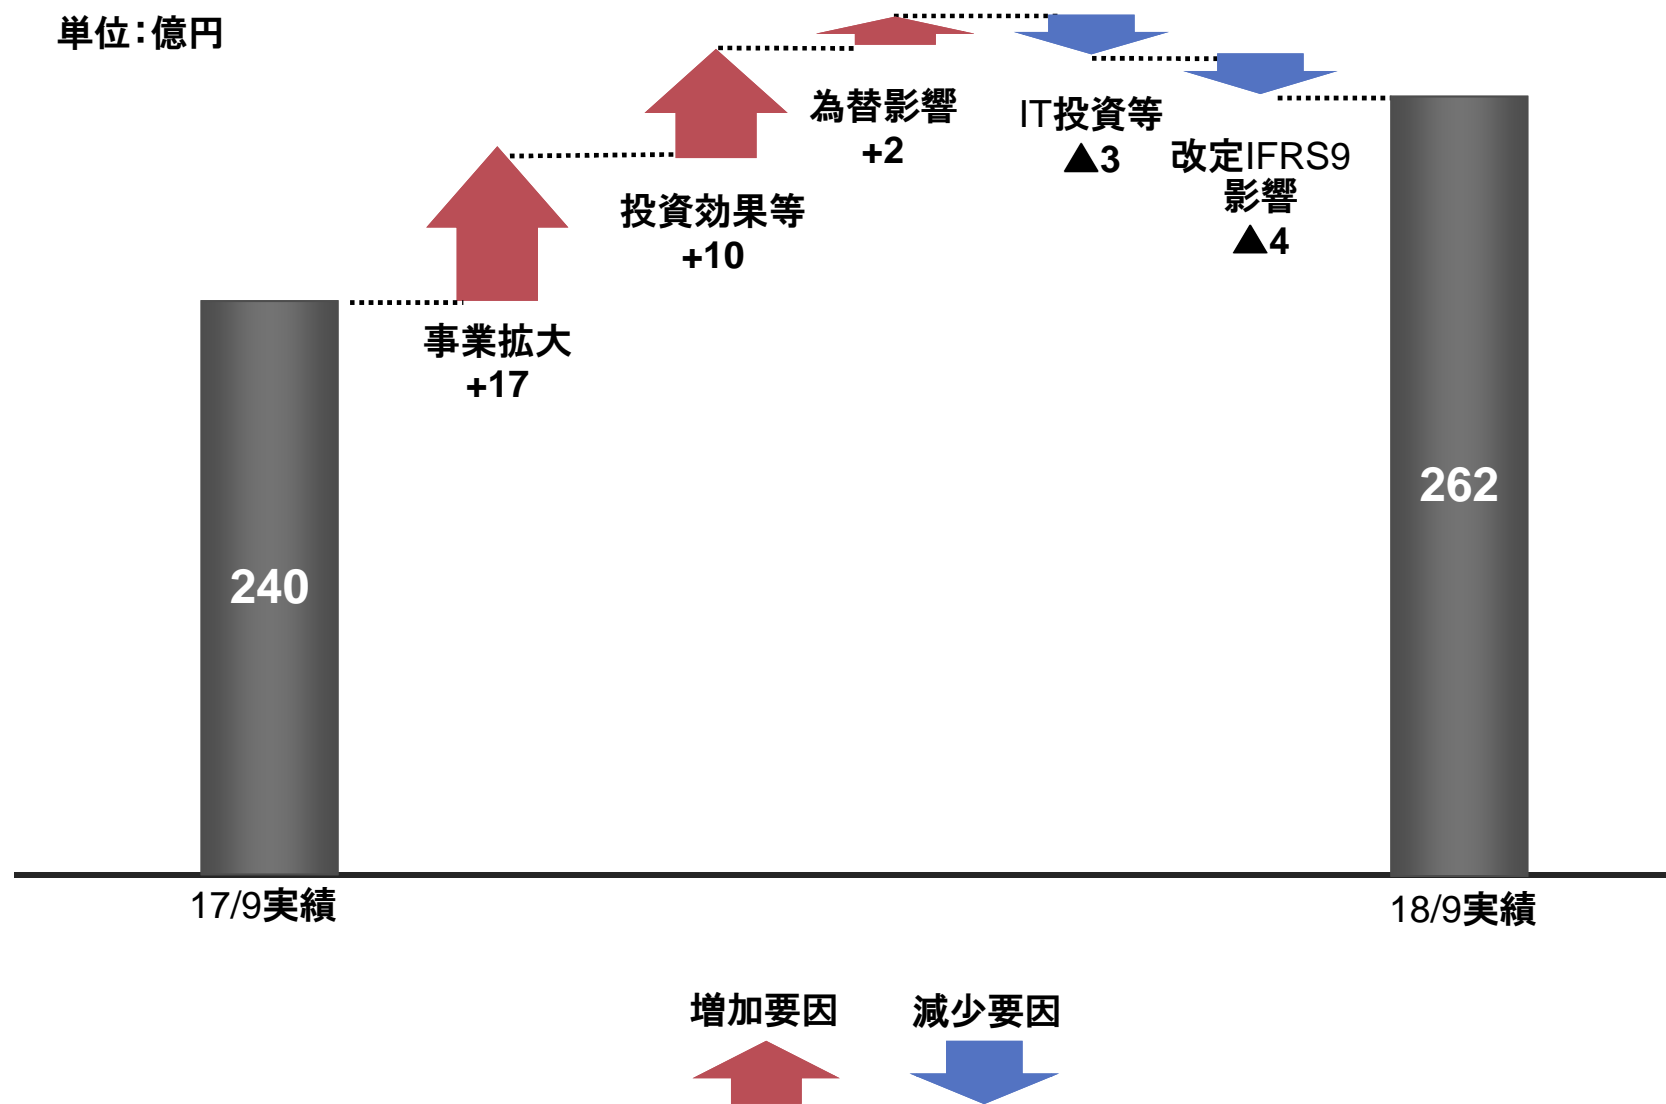 単位:億円
為替影響
+2
IT投資等
▲3
改定IFRS9
影響
▲4
投資効果等
+10
事業拡大
+17
240
262
17/9実績
18/9実績
増加要因
減少要因